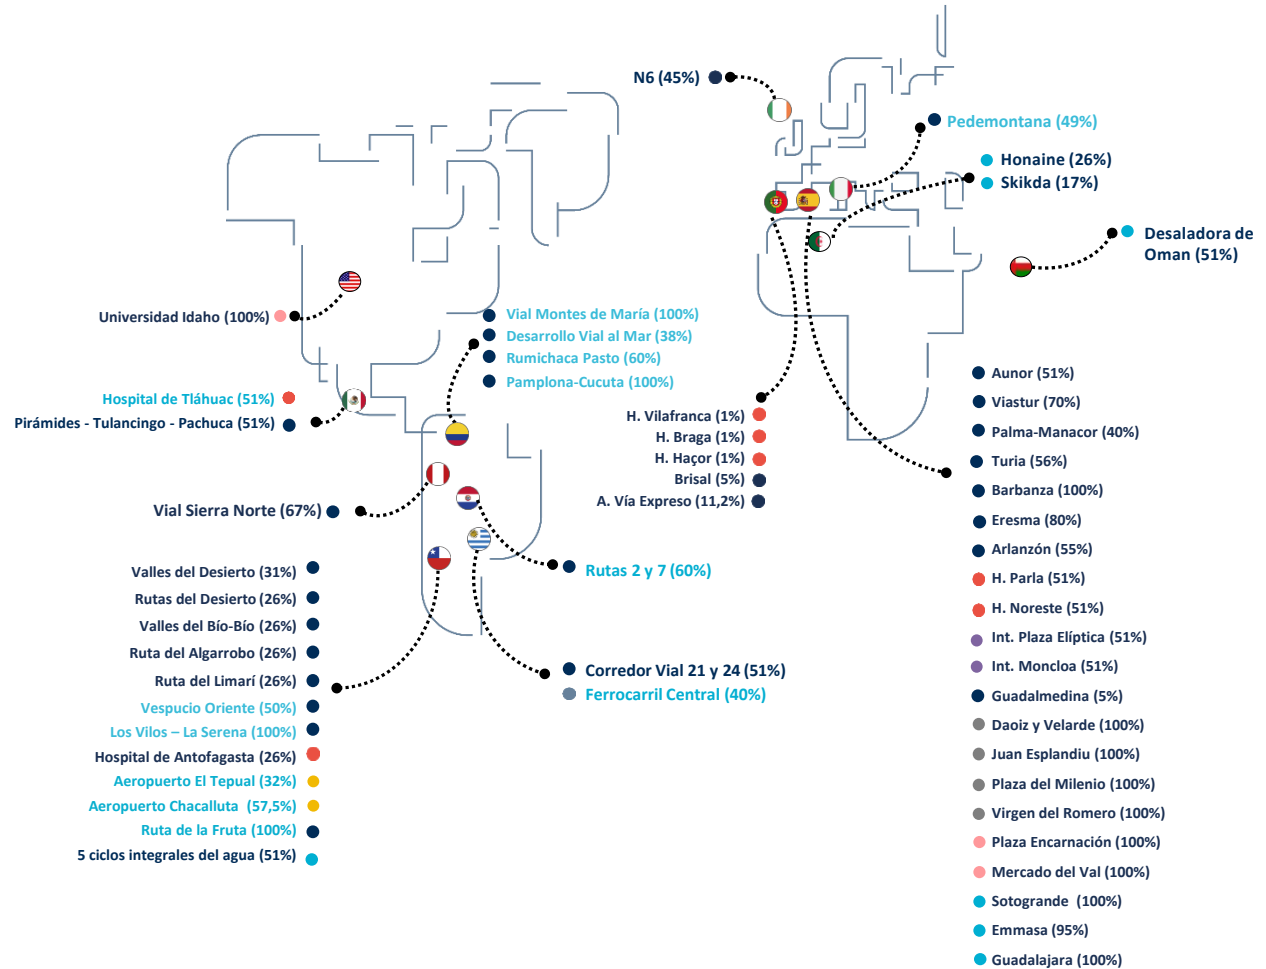 N6 (45%)
Pedemontana (49%)
Honaine (26%)
Skikda (17%)
Desaladora de
Oman (51%)
Universidad Idaho (100%)
Vial Montes de María (100%)
Desarrollo Vial al Mar (38%)
Rumichaca Pasto (60%)
Pamplona-Cucuta (100%)
Hospital de Tláhuac (51%)
Pirámides - Tulancingo - Pachuca (51%)
H. Vilafranca (1%)
H. Braga (1%)
H. Haçor (1%)
Brisal (5%)
A. Vía Expreso (11,2%)
Vial Sierra Norte (67%)
Rutas 2 y 7 (60%)
Corredor Vial 21 y 24 (51%)
Ferrocarril Central (40%)
Valles del Desierto (31%)
Rutas del Desierto (26%)
Valles del Bío-Bío (26%)
Ruta del Algarrobo (26%)
Ruta del Limarí (26%)
Vespucio Oriente (50%)
Los Vilos – La Serena (100%)
Hospital de Antofagasta (26%)
Aeropuerto El Tepual (32%)
Aeropuerto Chacalluta (57,5%)
Ruta de la Fruta (100%)
5 ciclos integrales del agua (51%)
Aunor (51%)
Viastur (70%)
Palma-Manacor (40%)
Turia (56%)
Barbanza (100%)
Eresma (80%)
Arlanzón (55%)
H. Parla (51%)
H. Noreste (51%)
Int. Plaza Elíptica (51%)
Int. Moncloa (51%)
Guadalmedina (5%)
Daoiz y Velarde (100%)
Juan Esplandiu (100%)
Plaza del Milenio (100%)
Virgen del Romero (100%)
Plaza Encarnación (100%)
Mercado del Val (100%)
Sotogrande (100%)
Emmasa (95%)
Guadalajara (100%)